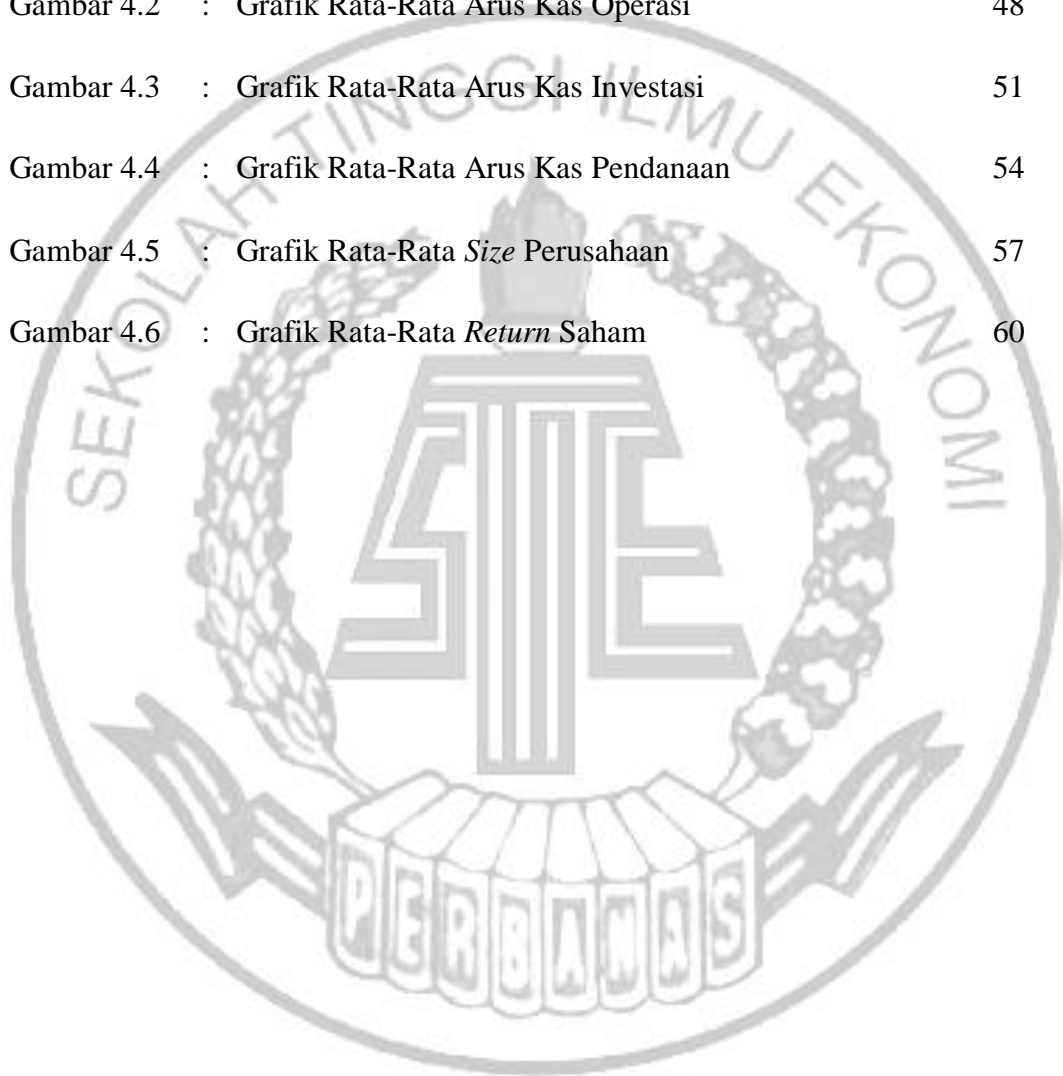 Gambar 4.2 : Grafik Rata-Rata Arus Kas Operasi 48
Gambar 4.3 : Grafik Rata-Rata Arus Kas Investasi 51
Gambar 4.4 : Grafik Rata-Rata Arus Kas Pendanaan 54
Gambar 4.5 : Grafik Rata-Rata Size Perusahaan 57
Gambar 4.6 : Grafik Rata-Rata Return Saham 60
SEKOLAH TINGGI ILMU EKONOMI
STIE
PERBANAS